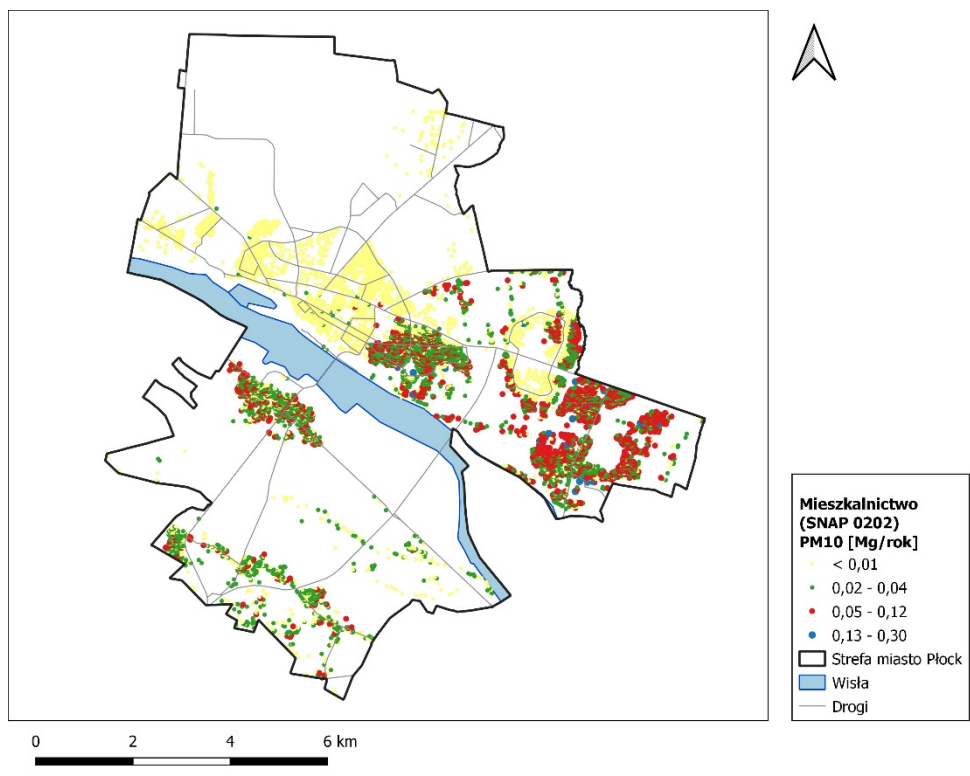 Mieszkalnictwo
(SNAP 0202)
PM10 [Mg/rok]
< 0,01
0,02 - 0,04
0,05 - 0,12
0,13 - 0,30
Strefa miasto Płock
Wisła
Drogi
0 2 4 6 km